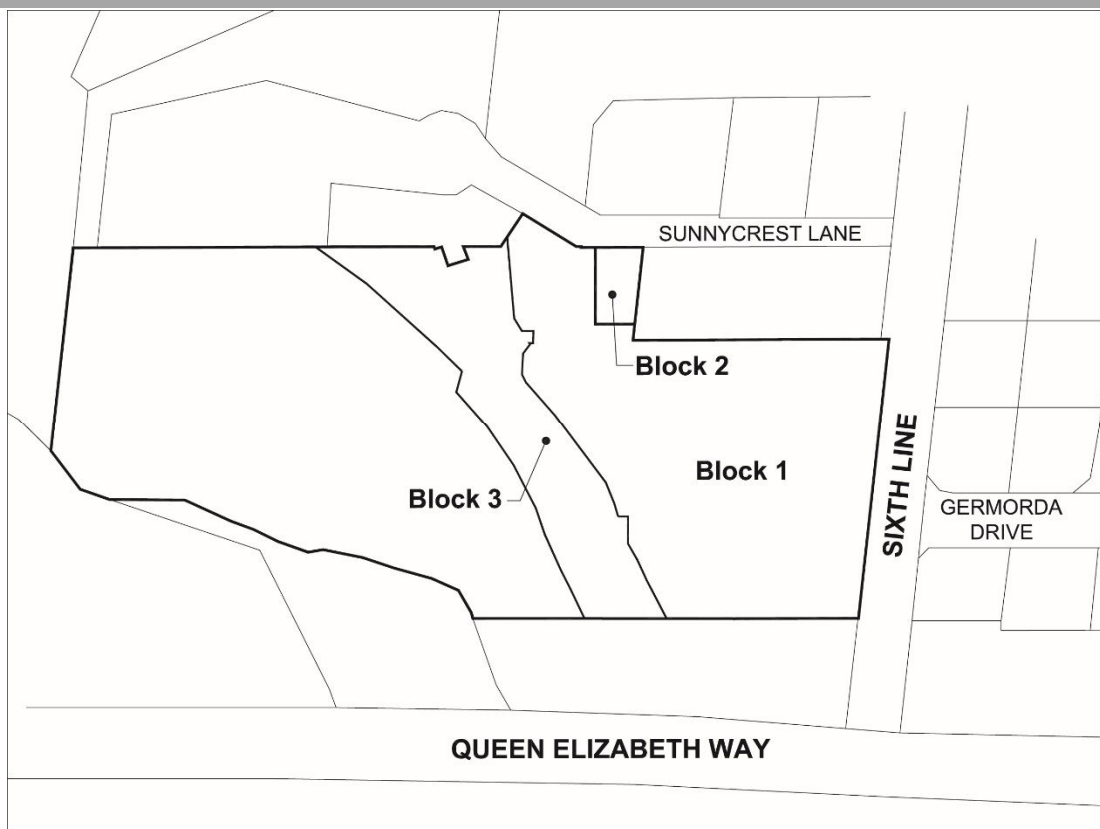 SUNNYCREST LANE
Block 2
Block 1
Block 3
SIXTH LINE
GERMORDA
DRIVE
QUEEN ELIZABETH WAY